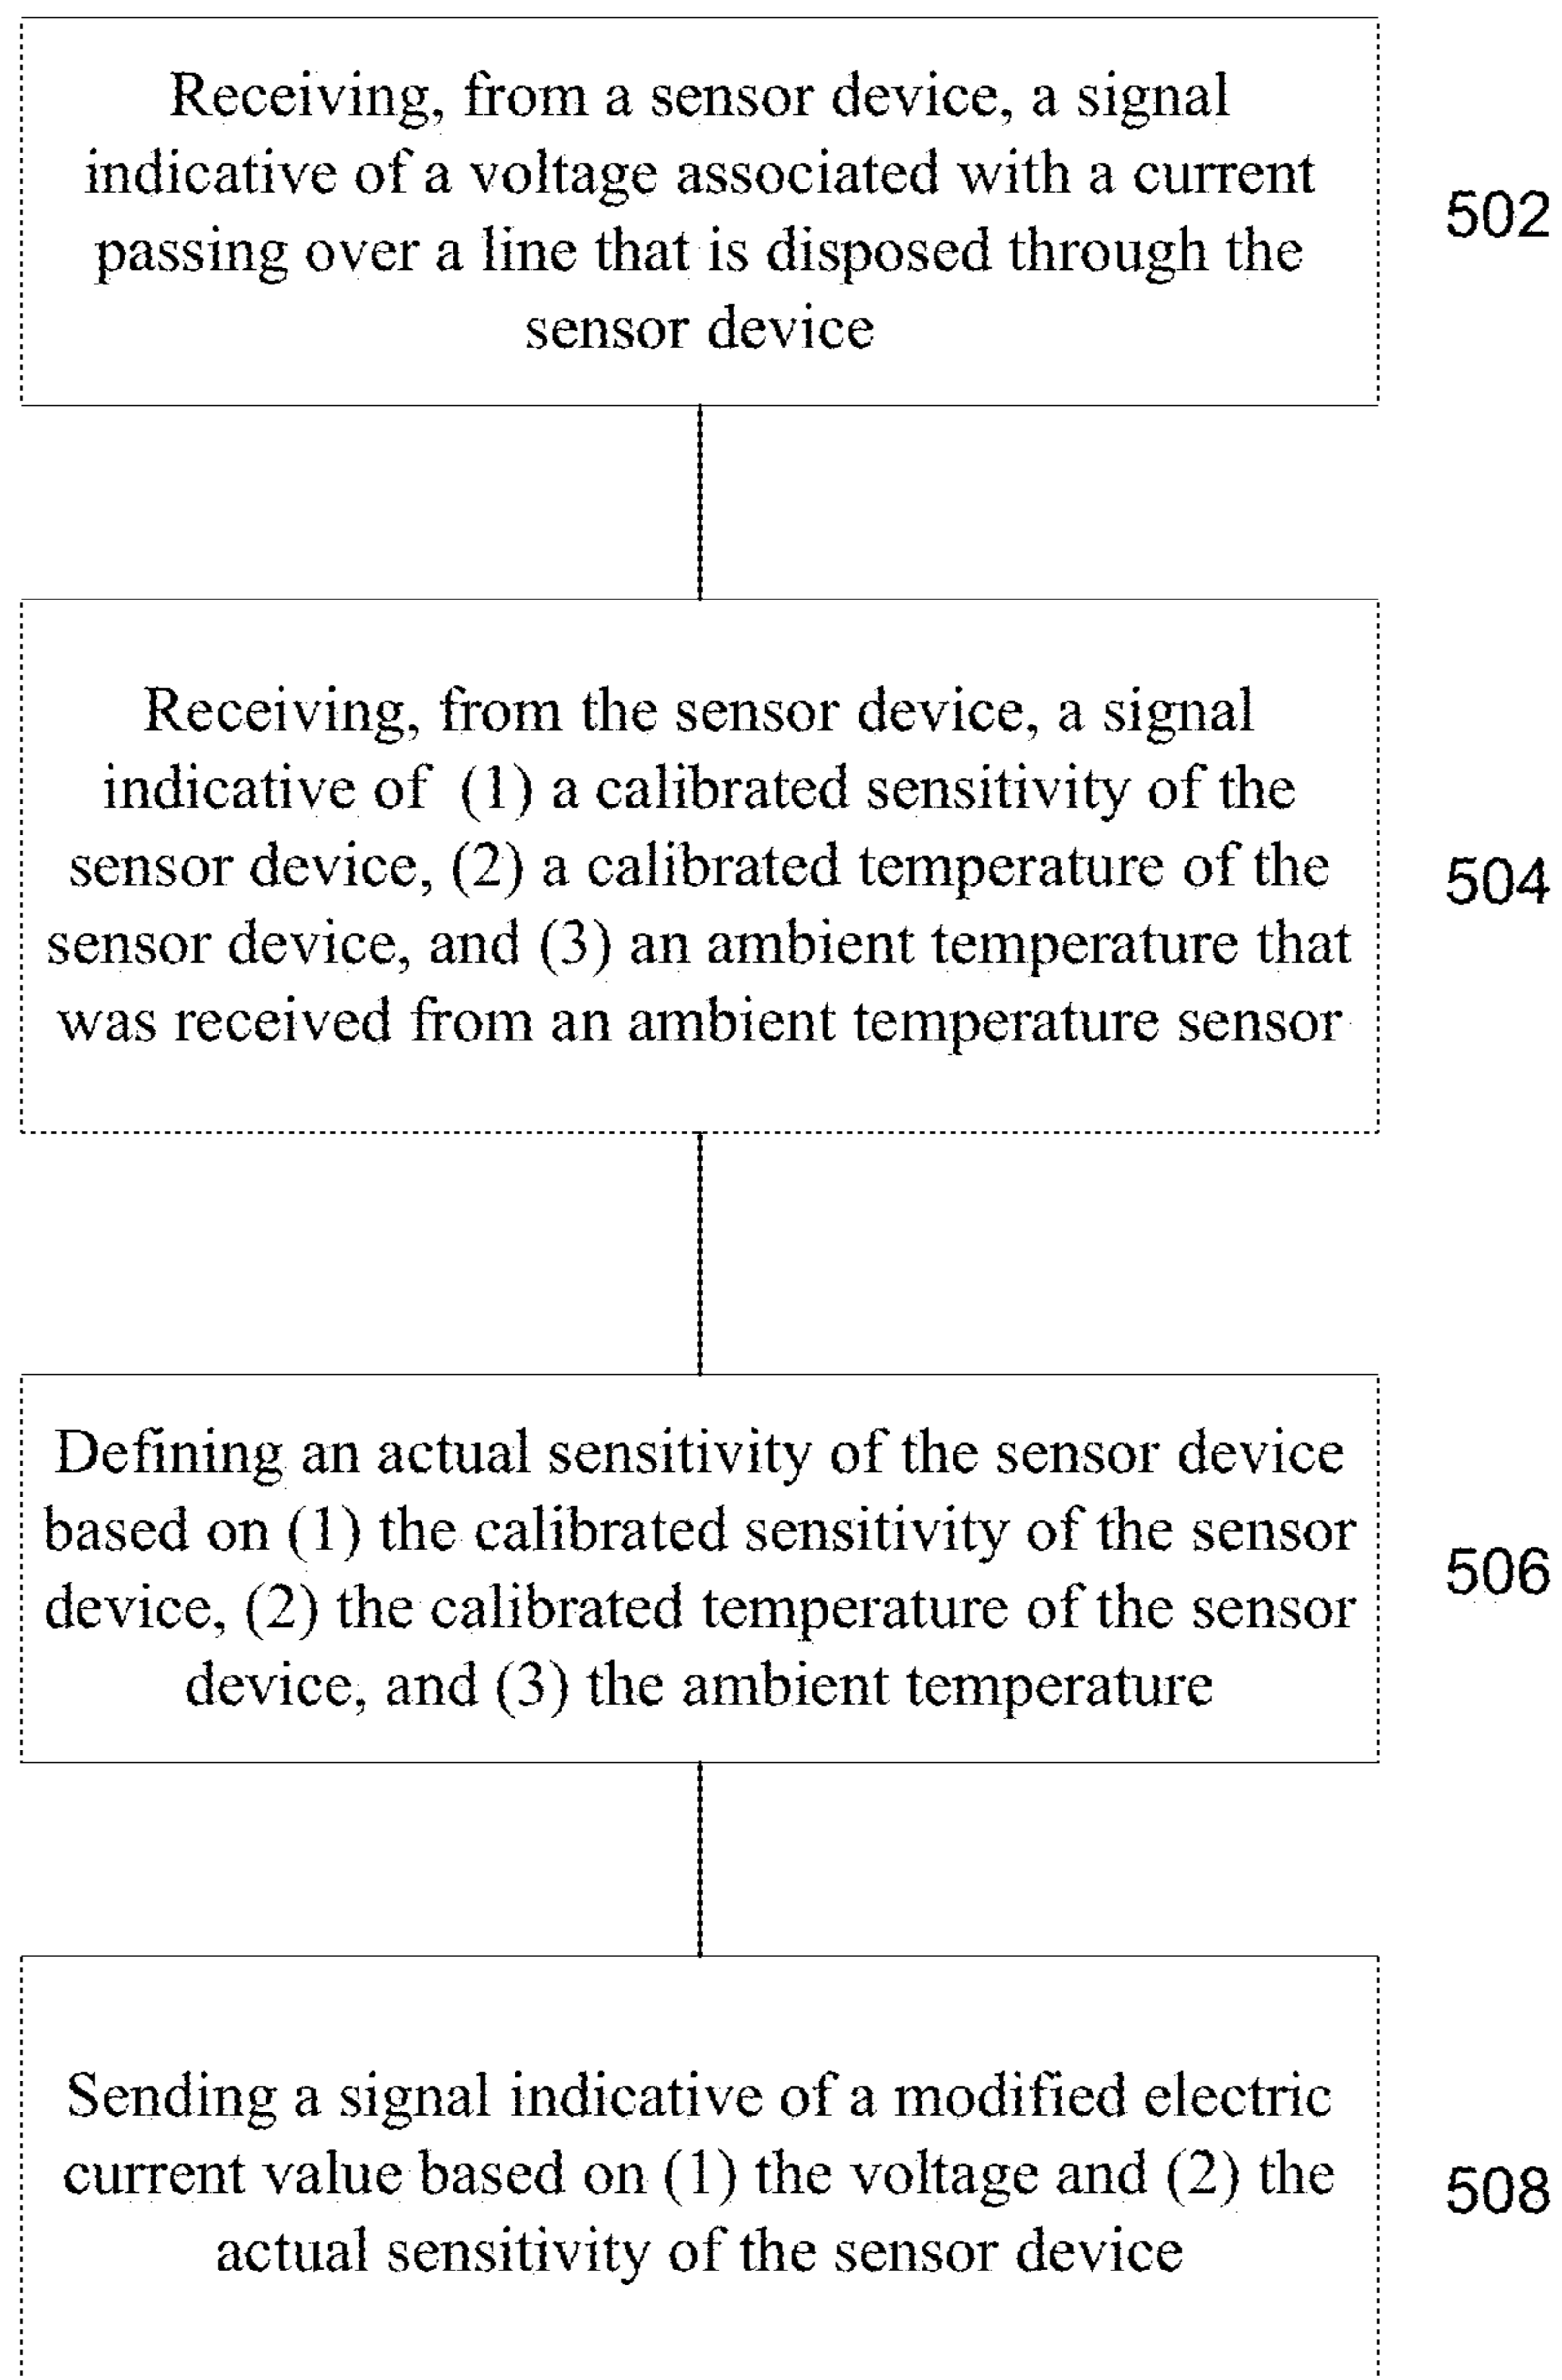 Receiving, from a sensor device, a signal
indicative of a voltage associated with a current
passing over a line that is disposed through the
sensor device
502
Receiving, from the sensor device, a signal
indicative of (1) a calibrated sensitivity of the
sensor device, (2) a calibrated temperature of the
sensor device, and (3) an ambient temperature that
was received from an ambient temperature sensor
504
Defining an actual sensitivity of the sensor device
based on (1) the calibrated sensitivity of the sensor
device, (2) the calibrated temperature of the sensor
device, and (3) the ambient temperature
506
Sending a signal indicative of a modified electric
current value based on (1) the voltage and (2) the
actual sensitivity of the sensor device
508